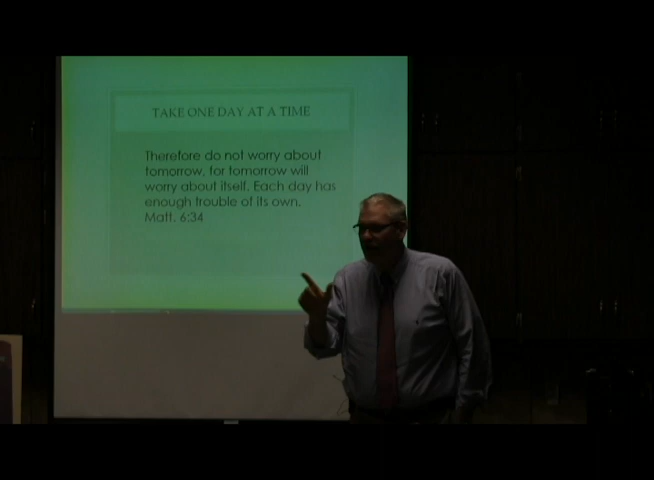 TAKE ONE DAY AT A TIME
Therefore do not worry about
tomorrow, for tomorrow will
worry about itself. Each day has
enough trouble of its own.
Matt. 6:34